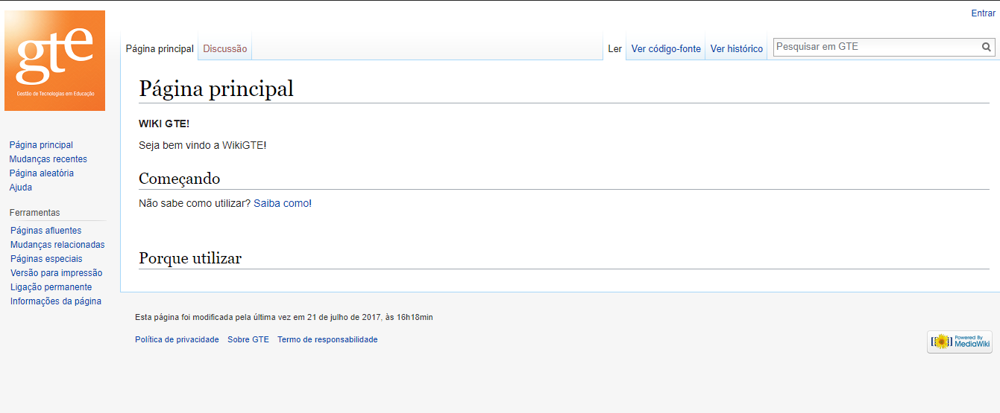 Entrar
gte
Gestão de Tecnologias em Educação
Página principal Discussão Ler Ver código-fonte Ver histórico Pesquisar em GTE
Página principal
WIKI GTE!
Seja bem vindo a WikiGTE!
Começando
Não sabe como utilizar? Saiba como!
Porque utilizar
Página principal
Mudanças recentes
Página aleatória
Ajuda
Ferramentas
Páginas afluentes
Mudanças relacionadas
Páginas especiais
Versão para impressão
Ligação permanente
Informações da página
Esta página foi modificada pela última vez em 21 de julho de 2017, às 16h18min
Política de privacidade Sobre GTE Termo de responsabilidade
Powered By
MediaWiki